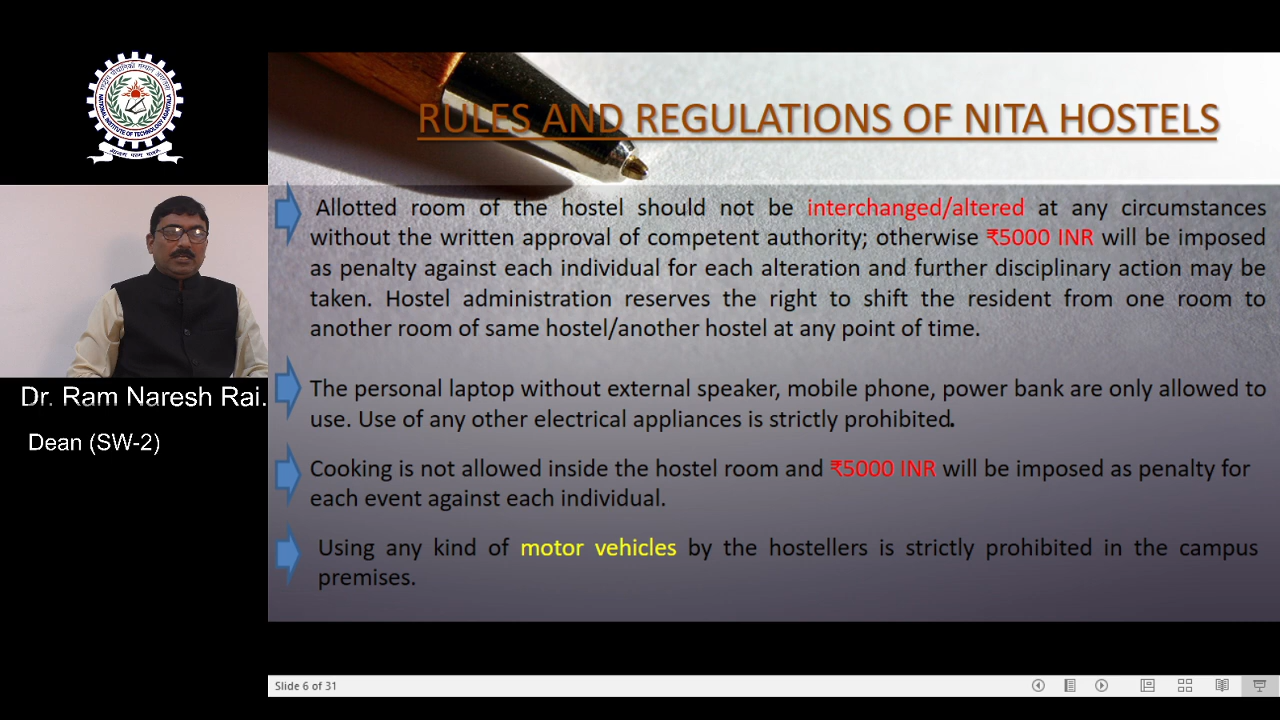 RULES AND REGULATIONS OF NITA HOSTELS
Allotted room of the hostel should not be interchanged/altered at any circumstances
without the written approval of competent authority; otherwise ₹5000 INR will be imposed
as penalty against each individual for each alteration and further disciplinary action may be
taken. Hostel administration reserves the right to shift the resident from one room to
another room of same hostel/another hostel at any point of time.
The personal laptop without external speaker, mobile phone, power bank are only allowed to
use. Use of any other electrical appliances is strictly prohibited.
Cooking is not allowed inside the hostel room and ₹5000 INR will be imposed as penalty for
each event against each individual.
Using any kind of motor vehicles by the hostellers is strictly prohibited in the campus
premises.
Dr. Ram Naresh Rai.
Dean (SW-2)
Slide 6 of 31